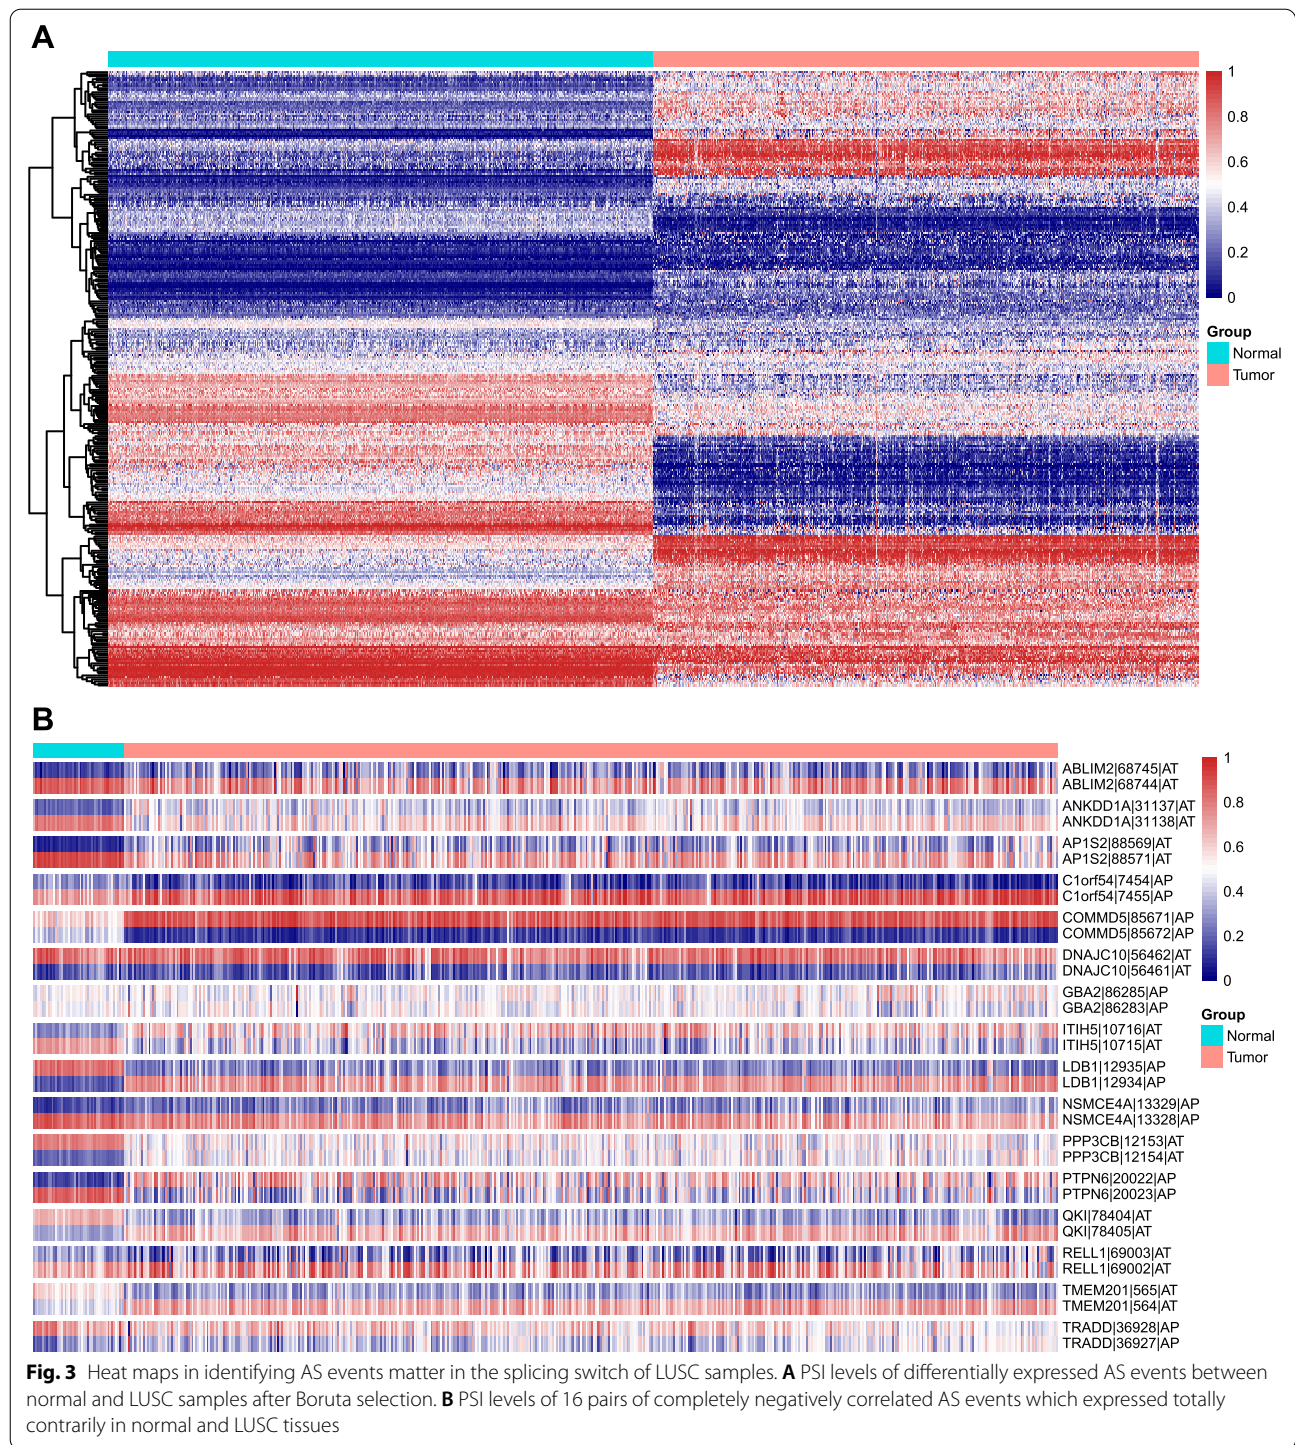 A
1
0.8
0.6
0.4
0.2
0
Group
Normal
Tumor
B
ABLIM2|68745|AT
ABLIM2|68744|AT
ANKDD1A|31137|AT
ANKDD1A|31138|AT
AP1S2|88569|AT
AP1S2|88571|AT
C1orf54|7454|AP
C1orf54|7455|AP
COMMD5|85671|AP
COMMD5|85672|AP
DNAJC10|56462|AT
DNAJC10|56461|AT
GBA2|86285|AP
GBA2|86283|AP
ITIH5|10716|AT
ITIH5|10715|AT
LDB1|12935|AP
LDB1|12934|AP
NSMCE4A|13329|AP
NSMCE4A|13328|AP
PPP3CB|12153|AT
PPP3CB|12154|AT
PTPN6|20022|AP
PTPN6|20023|AP
QKI|78404|AT
QKI|78405|AT
RELL1|69003|AT
RELL1|69002|AT
TMEM201|565|AT
TMEM201|564|AT
TRADD|36928|AP
TRADD|36927|AP
1
0.8
0.6
0.4
0.2
0
Group
Normal
Tumor
Fig. 3 Heat maps in identifying AS events matter in the splicing switch of LUSC samples. A PSI levels of differentially expressed AS events between
normal and LUSC samples after Boruta selection. B PSI levels of 16 pairs of completely negatively correlated AS events which expressed totally
contrarily in normal and LUSC tissues